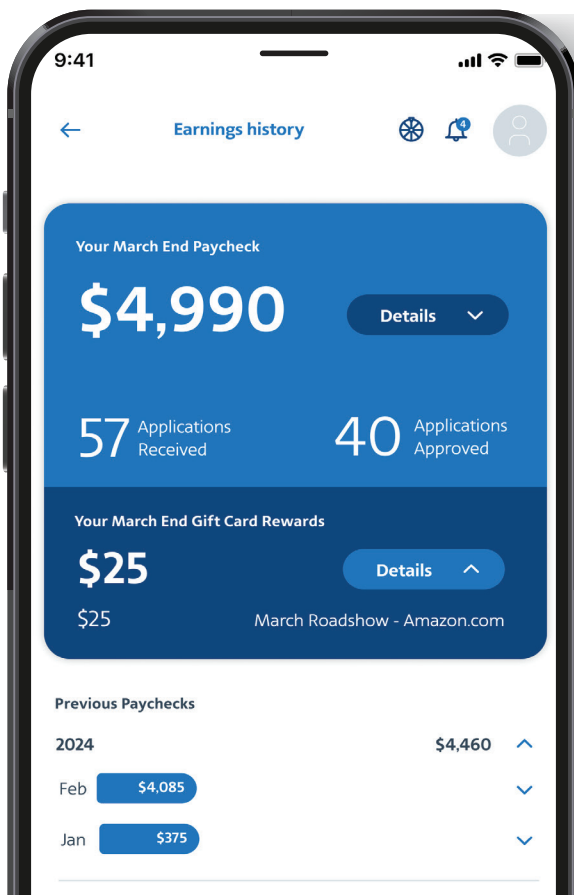 9:41
Earnings history
4
Your March End Paycheck
$4,990
Details
57 Applications Received
40 Applications Approved
Your March End Gift Card Rewards
$25
Details
$25 March Roadshow - Amazon.com
Previous Paychecks
2024 $4,460
Feb $4,085
Jan $375